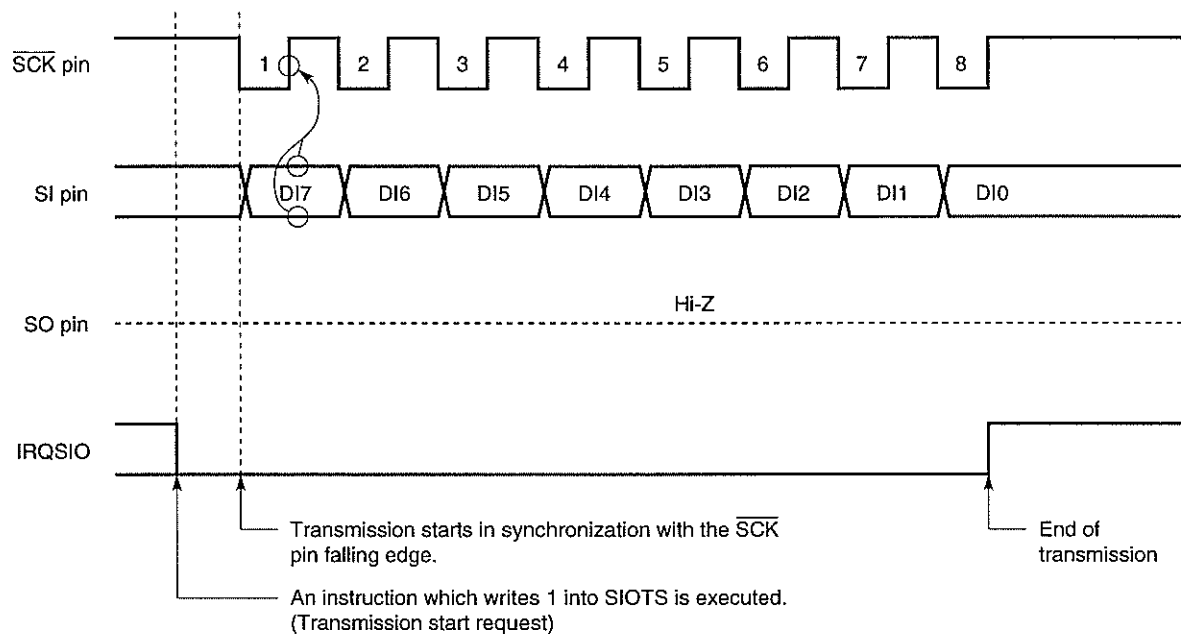 SCK pin
1 2 3 4 5 6 7 8
SI pin
DI7 DI6 DI5 DI4 DI3 DI2 DI1 DI0
Hi-Z
SO pin
IRQSIO
Transmission starts in synchronization with the SCK
pin falling edge.
End of
transmission
An instruction which writes 1 into SIOTS is executed.
(Transmission start request)